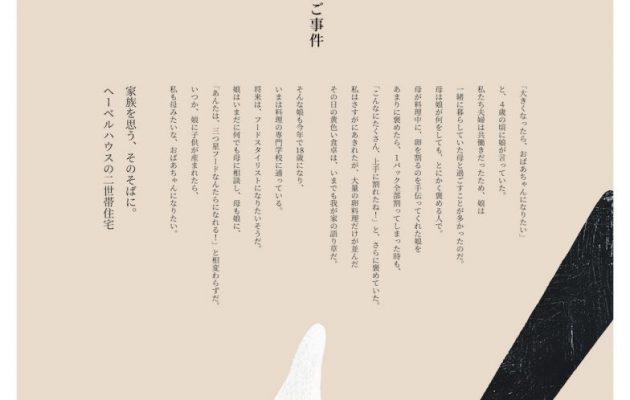 ご事件
「大きくなったら、おばあちゃんになりたい」
と、4歳の頃に娘が言っていた。
私たち夫婦は共働きだったため、娘は
一緒に暮らしていた母と過ごすことが多かったのだ。
母は娘が何をしても、とにかく褒める人で、
母が料理中に、卵を割るのを手伝ってくれた娘を
あまりに褒めたら、1パック全部割ってしまった時も、
「こんなにたくさん、上手に割れたね！」と、さらに褒めていた。
私はさすがにあきれたが、大量の卵料理だけが並んだ
その日の黄色い食卓は、いまでも我が家の語り草だ。
そんな娘も今年で18歳になり、
いまは料理の専門学校に通っている。
将来は、フードスタイリストになりたいそうだ。
娘はいまだに何でも母に相談し、母も娘に、
「あんたは、三つ星フードなんたらになれる！」と相変わらずだ。
いつか、娘に子供が産まれたら、
私も母みたいな、おばあちゃんになりたい。
家族を思う、そのそばに。
ヘーベルハウスの二世帯住宅